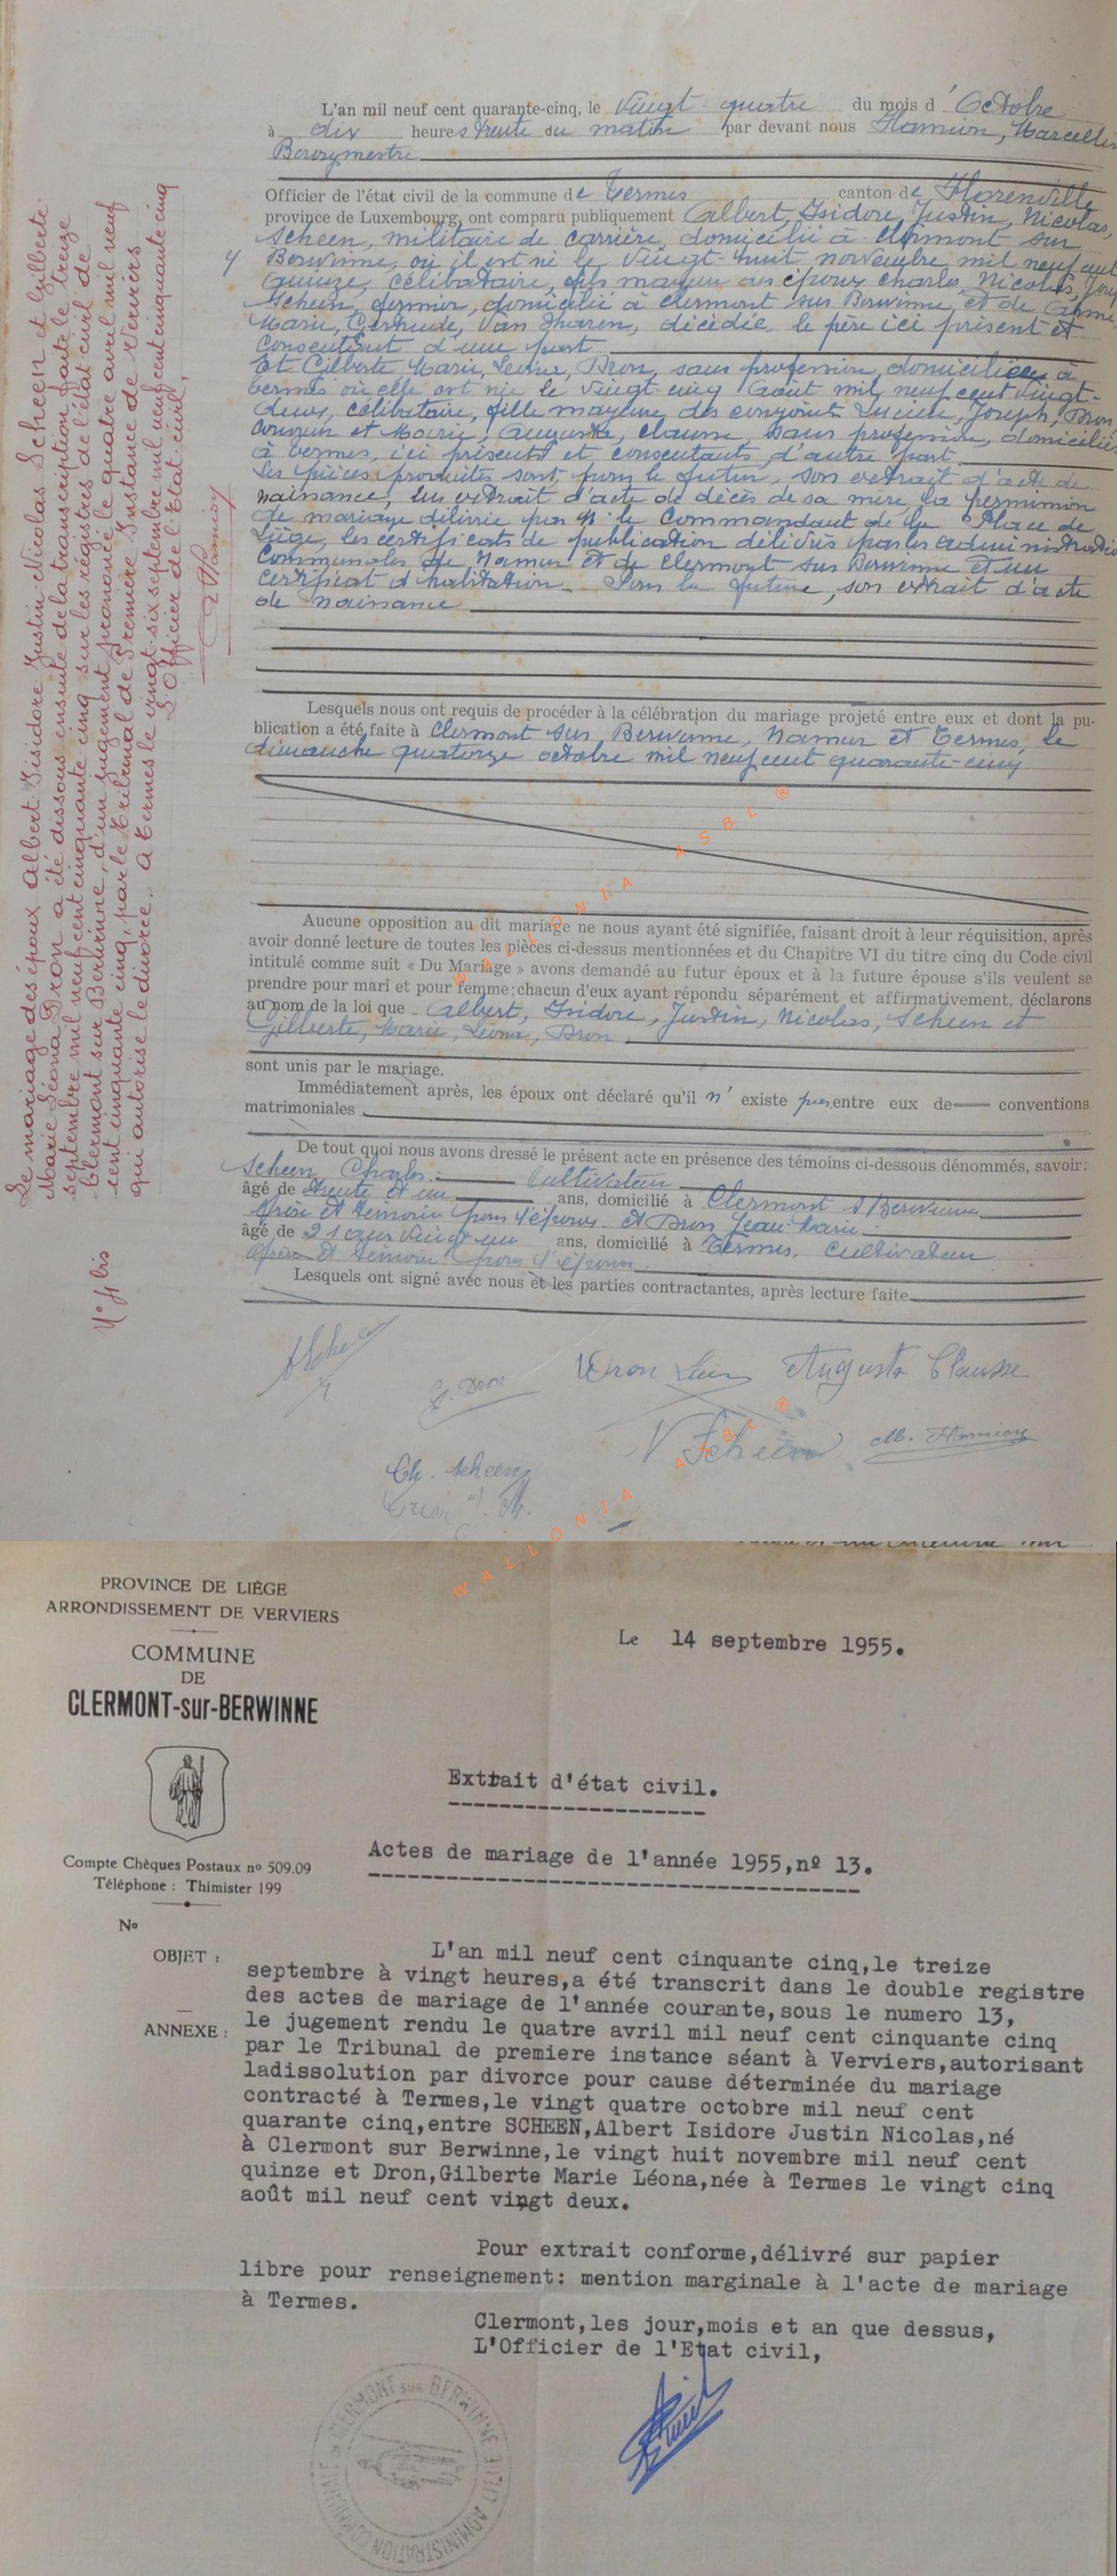 L'an mil neuf cent quarante-cinq, le Vingt-quatre du mois d'Octobre
à dix heures trente du matin par devant nous Hamion, Marcellin
Bourgmestre
Officier de l'état civil de la commune de Termes canton de Florenville
province de Luxembourg, ont comparu publiquement Albert, Isidore, Justin, Nicolas,
Scheen, militaire de carrière, domicilié à Clermont sur
4 Berwinne, où il est né le Vingt-huit novembre mil neuf cent
quinze, célibataire, fils majeur des époux Charles, Nicolas,
Scheen, fermier, domicilié à Clermont sur Berwinne, et de Anne
Marie, Gertrude, Van décédée, le père ici présent et
consentant d'une part
Et Gilberte Marie, Léona, Dron, sans profession, domiciliée à
Termes où elle est née le Vingt-cinq Août mil neuf cent vingt-
deux, célibataire, fille majeure des conjoints Lucien, Joseph, Dron,
et Marie, Augusta, Clausse, sans profession, domiciliés
à Termes, ici présents et consentants d'autre part.
Les pièces produites sont, pour le futur, son extrait d'acte de
naissance, un extrait d'acte de décès de sa mère, la permission
de mariage délivrée par le Commandant de la Place de
Liège, les certificats de publication délivrés par les administrations
Communales de Namur et de Clermont sur Berwinne et un
certificat d'habitation. Pour la future, son extrait d'acte
de naissance
Lesquels nous ont requis de procéder à la célébration du mariage projeté entre eux et dont la pu-
blication a été faite à Clermont sur Berwinne, Namur et Termes, le
dimanche quatorze octobre mil neuf cent quarante-cinq
Aucune opposition au dit mariage ne nous ayant été signifiée, faisant droit à leur réquisition, après
avoir donné lecture de toutes les pièces ci-dessus mentionnées et du Chapitre VI du titre cinq du Code civil
intitulé comme suit « Du Mariage » avons demandé au futur époux et à la future épouse s'ils veulent se
prendre pour mari et pour femme; chacun d'eux ayant répondu séparément et affirmativement, déclarons
au nom de la loi que Albert, Isidore, Justin, Nicolas, Scheen et
Gilberte, Marie, Léona, Dron,
sont unis par le mariage.
Immédiatement après, les époux ont déclaré qu'il n' existe pas entre eux de conventions
matrimoniales
De tout quoi nous avons dressé le présent acte en présence des témoins ci-dessous dénommés, savoir:
Scheen, Charles. Cultivateur
âgé de trente et un ans, domicilié à Clermont s/Berwinne
frère et témoin pour l'époux. et Dron Jean-Marie
âgé de 21 ans vingt un ans, domicilié à Termes. Cultivateur
frère et témoin pour l'épouse
Lesquels ont signé avec nous et les parties contractantes, après lecture faite.
AScheen
G. Dron
Dron Augusta Clausse
N Scheen M. Hamion
Ch. Scheen
Le mariage des époux Albert-Isidore-Justin-Nicolas Scheen et Gilberte-
Marie-Léona Dron a été dissous ensuite de la transcription faite le treize
septembre mil neuf cent cinquante cinq sur les régistres de l'état civil de
Clermont sur Berwinne, d'un jugement prononcé le quatre avril mil neuf
cent cinquante cinq, par le Tribunal de Première Instance de Verviers
qui autorise le divorce. A Termes le vingt-six septembre mil neuf cent cinquante-cinq
L'Officier de l'Etat-civil,
Hamion
N° 4 bis
WALLONIA ASBL ®
WALLONIA ASBL ®
PROVINCE DE LIÈGE
ARRONDISSEMENT DE VERVIERS
COMMUNE
DE
CLERMONT-sur-BERWINNE
Compte Chèques Postaux nº 509.09
Téléphone : Thimister 199
Nº
OBJET :
ANNEXE :
Le 14 septembre 1955.
Extrait d'état civil.
Actes de mariage de l'année 1955,nº 13.
L'an mil neuf cent cinquante cinq,le treize
septembre à vingt heures,a été transcrit dans le double registre
des actes de mariage de l'année courante,sous le numero 13,
le jugement rendu le quatre avril mil neuf cent cinquante cinq
par le Tribunal de premiere instance séant à Verviers,autorisant
ladissolution par divorce pour cause déterminée du mariage
contracté à Termes,le vingt quatre octobre mil neuf cent
quarante cinq,entre SCHEEN,Albert Isidore Justin Nicolas,né
à Clermont sur Berwinne,le vingt huit novembre mil neuf cent
quinze et Dron,Gilberte Marie Léona,née à Termes le vingt cinq
août mil neuf cent vingt deux.
Pour extrait conforme,délivré sur papier
libre pour renseignement: mention marginale à l'acte de mariage
à Termes.
Clermont,les jour,mois et an que dessus,
L'Officier de l'Etat civil,
ADMINISTRATION COMMUNALE DE CLERMONT SUR BERWINNE LIEGE